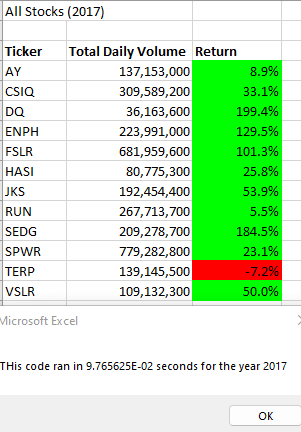 All Stocks (2017)
Ticker Total Daily Volume Return
AY 137,153,000 8.9%
CSIQ 309,589,200 33.1%
DQ 36,163,600 199.4%
ENPH 223,991,000 129.5%
FSLR 681,959,600 101.3%
HASI 80,775,300 25.8%
JKS 192,454,400 53.9%
RUN 267,713,700 5.5%
SEDG 209,278,700 184.5%
SPWR 779,282,800 23.1%
TERP 139,145,500 -7.2%
VSLR 109,132,300 50.0%
Microsoft Excel
THis code ran in 9.765625E-02 seconds for the year 2017
OK